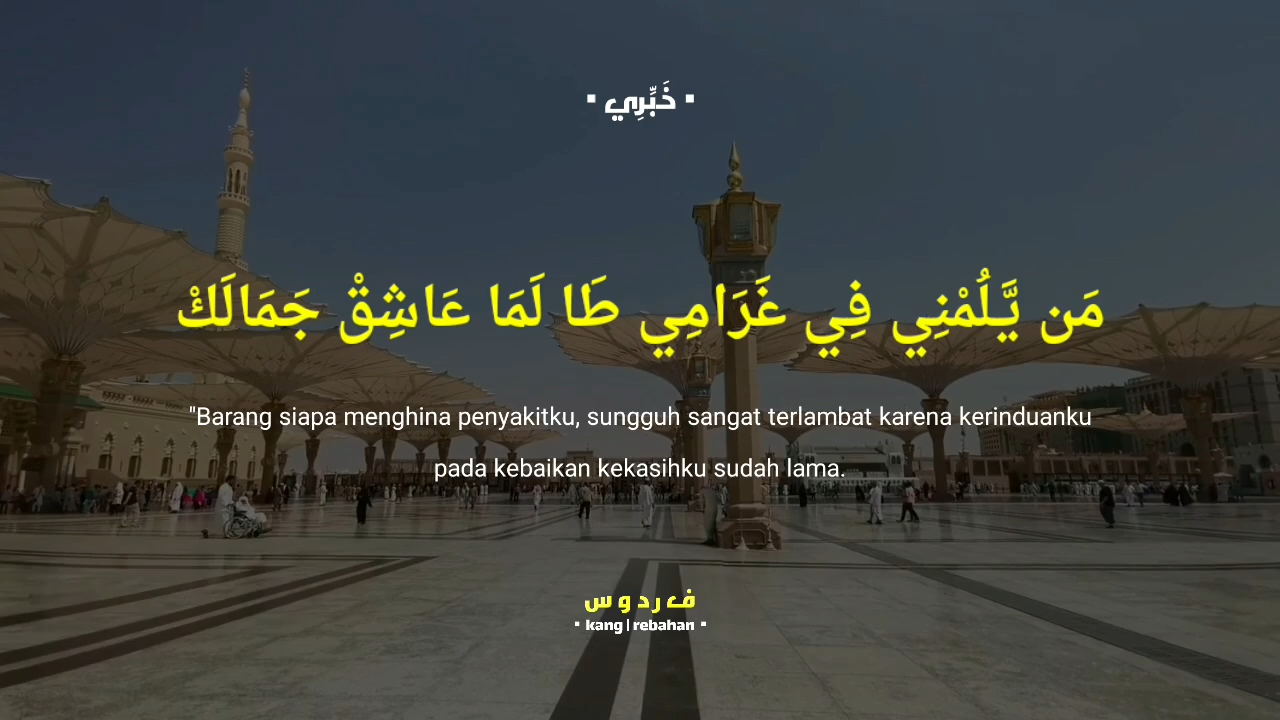 ▪ خَبِّرِي ▪
مَن يَّلُمْنِي فِي غَرَامِي طَا لَمَا عَاشِقْ جَمَالَكْ
"Barang siapa menghina penyakitku, sungguh sangat terlambat karena kerinduanku
pada kebaikan kekasihku sudah lama.
ف ر د و س
▪ kang | rebahan ▪